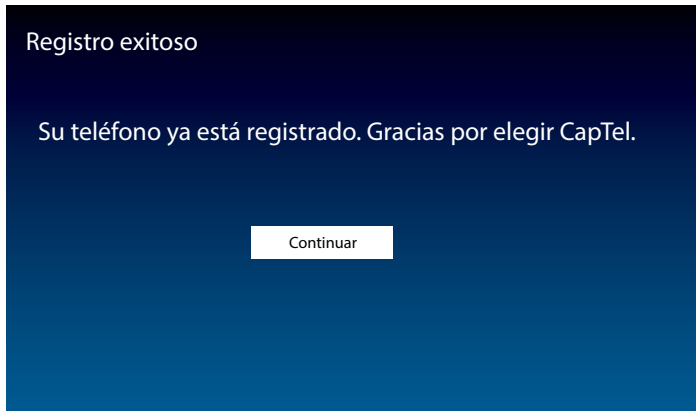 Registro exitoso
Su teléfono ya está registrado. Gracias por elegir CapTel.
Continuar